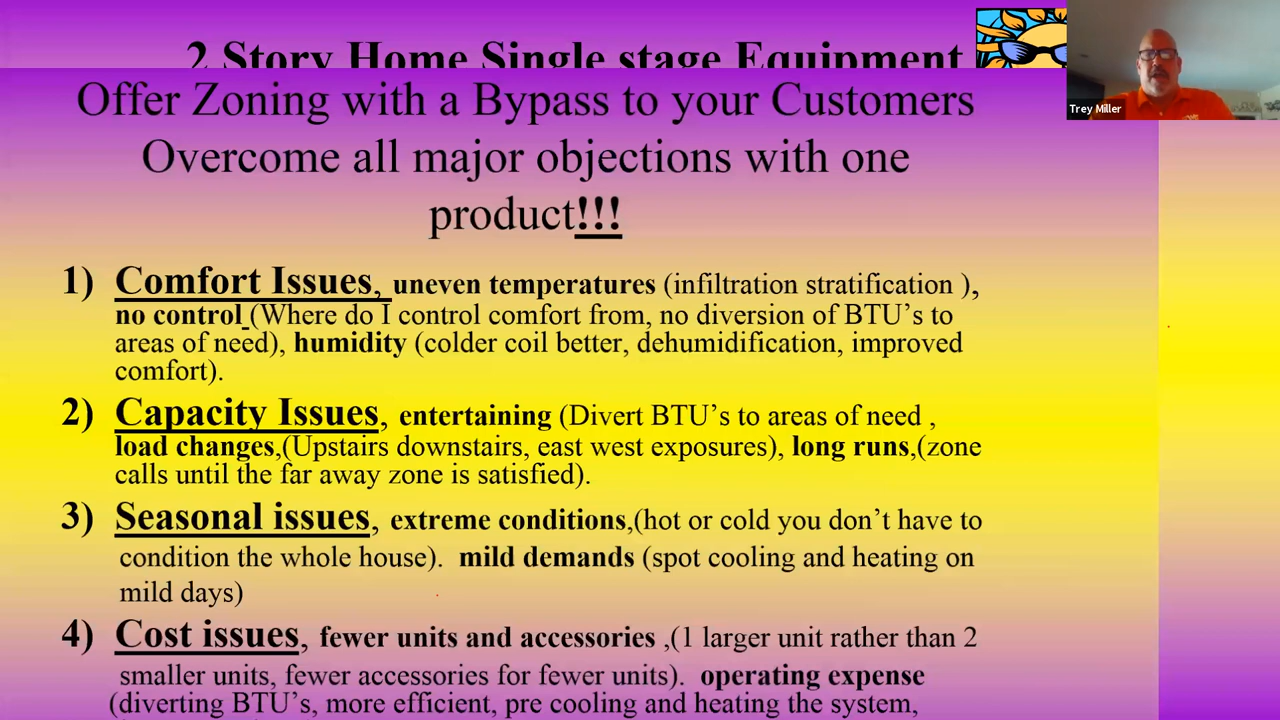 2 Story Home Single stage Equipment
Offer Zoning with a Bypass to your Customers
Overcome all major objections with one
product!!!
Trey Miller
1) Comfort Issues, uneven temperatures (infiltration stratification ),
no control (Where do I control comfort from, no diversion of BTU's to
areas of need), humidity (colder coil better, dehumidification, improved
comfort).
2) Capacity Issues, entertaining (Divert BTU's to areas of need ,
load changes,(Upstairs downstairs, east west exposures), long runs,(zone
calls until the far away zone is satisfied).
3) Seasonal issues, extreme conditions,(hot or cold you don't have to
condition the whole house). mild demands (spot cooling and heating on
mild days)
4) Cost issues, fewer units and accessories ,(1 larger unit rather than 2
smaller units, fewer accessories for fewer units). operating expense
(diverting BTU's, more efficient, pre cooling and heating the system,